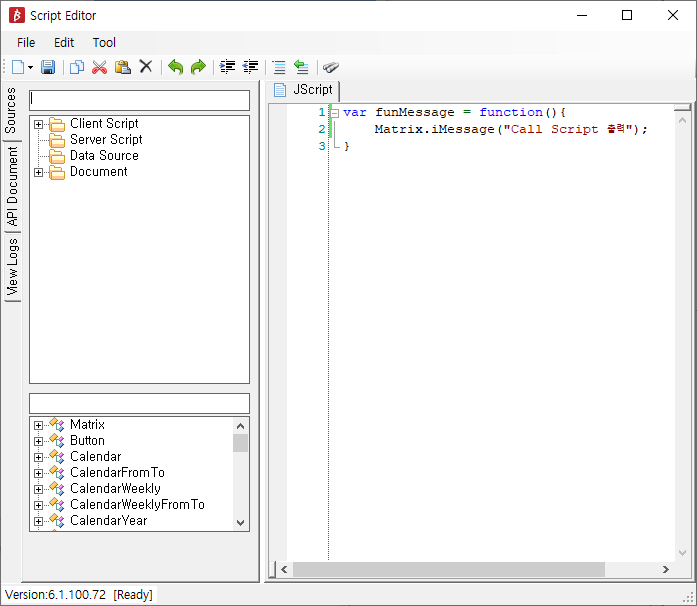 Script Editor
File Edit Tool
Sources
API Document
View Logs
Client Script
Server Script
Data Source
Document
Matrix
Button
Calendar
CalendarFromTo
CalendarWeekly
CalendarWeeklyFromTo
CalendarYear
JScript
1 var funMessage = function(){
2 Matrix.iMessage("Call Script 출력");
3 }
Version:6.1.100.72 [Ready]